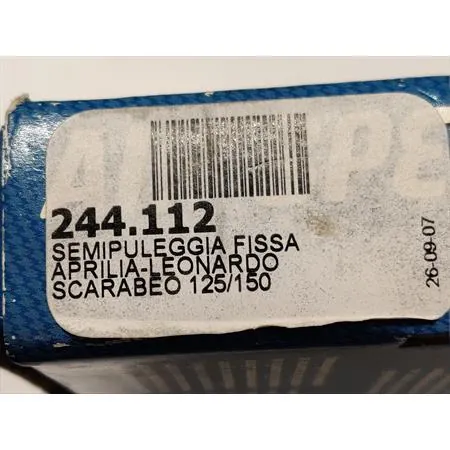 244.112
SEMIPULEGGIA FISSA
APRILIA-LEONARDO
SCARABEO 125/150
26-09-07